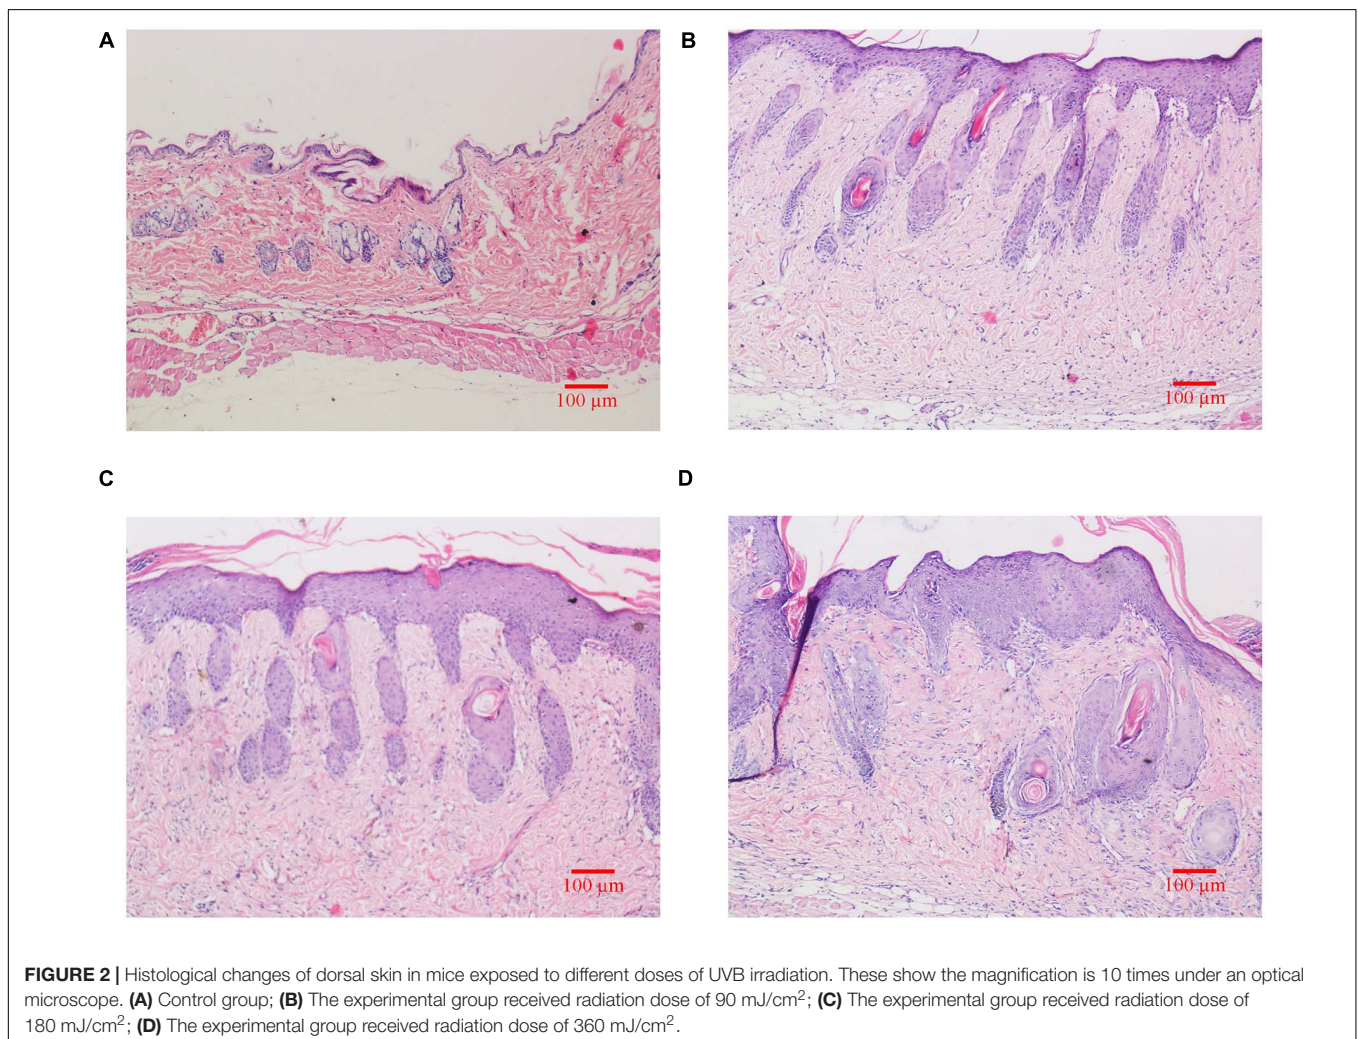 A
B
100 µm
100 µm
C
D
100 µm
100 µm
FIGURE 2 | Histological changes of dorsal skin in mice exposed to different doses of UVB irradiation. These show the magnification is 10 times under an optical
microscope. (A) Control group; (B) The experimental group received radiation dose of 90 mJ/cm²; (C) The experimental group received radiation dose of
180 mJ/cm²; (D) The experimental group received radiation dose of 360 mJ/cm².